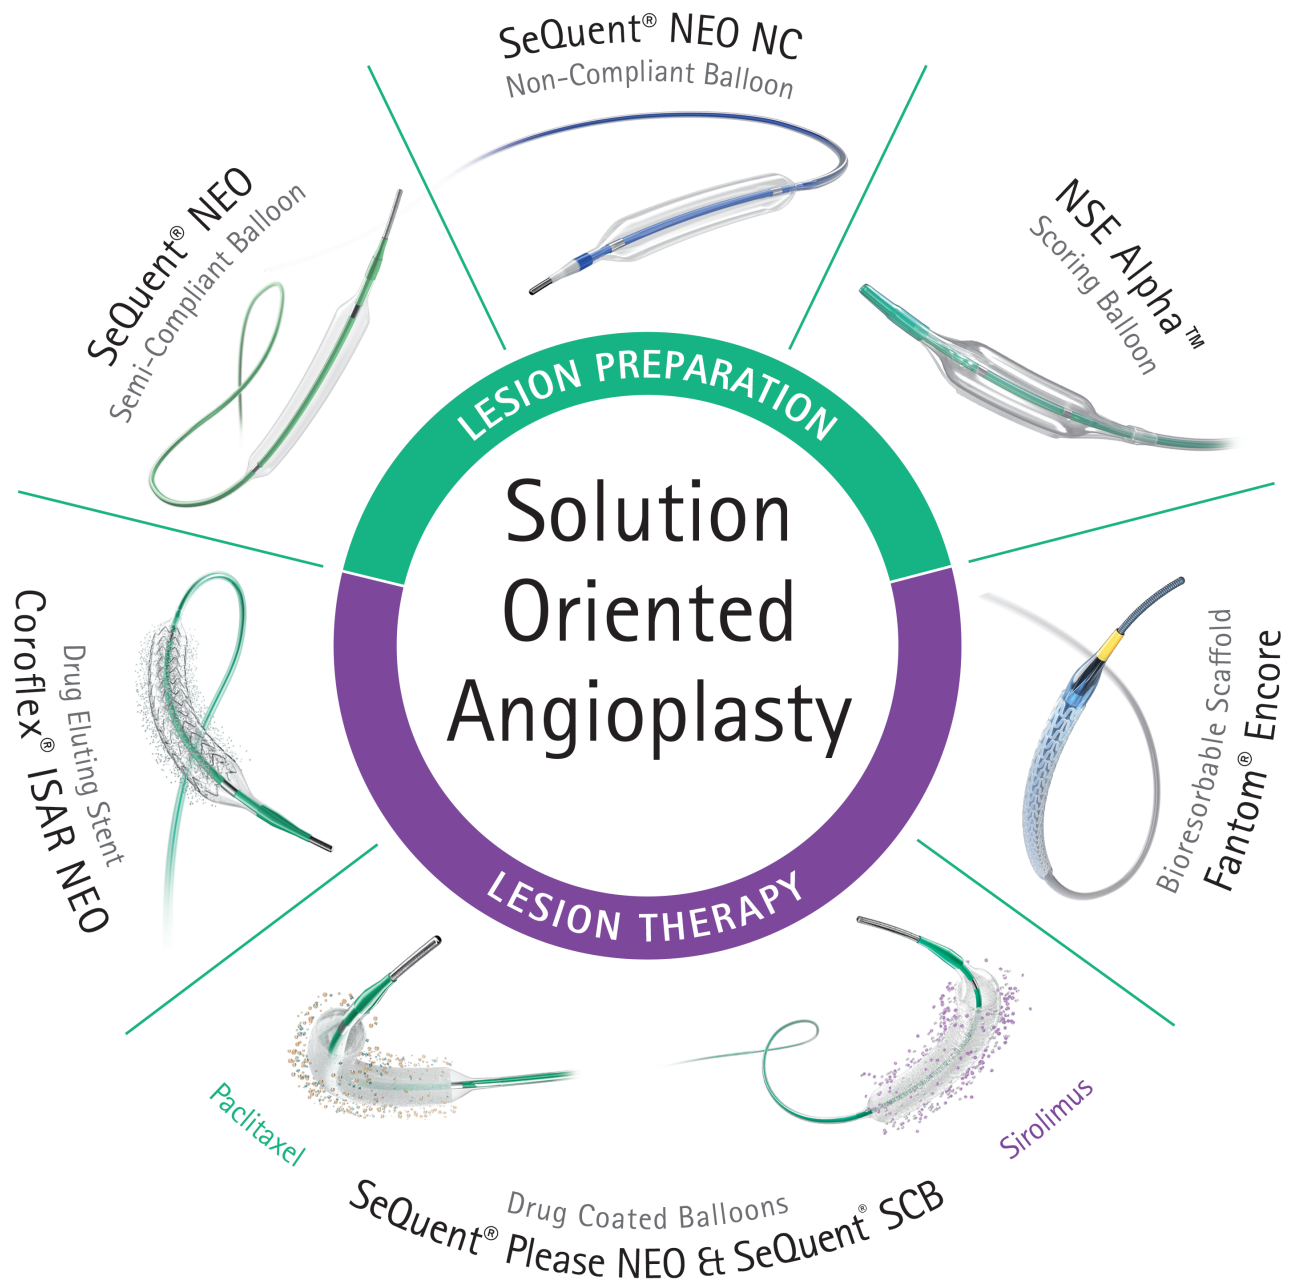 SeQuent® NEO NC
Non-Compliant Balloon
SeQuent® NEO
Semi-Compliant Balloon
NSE Alpha™
Scoring Balloon
LESION PREPARATION
Solution
Oriented
Angioplasty
LESION THERAPY
Drug Eluting Stent
Coroflex® ISAR NEO
Bioresorbable Scaffold
Fantom® Encore
Paclitaxel
Sirolimus
Drug Coated Balloons
SeQuent® Please NEO & SeQuent® SCB